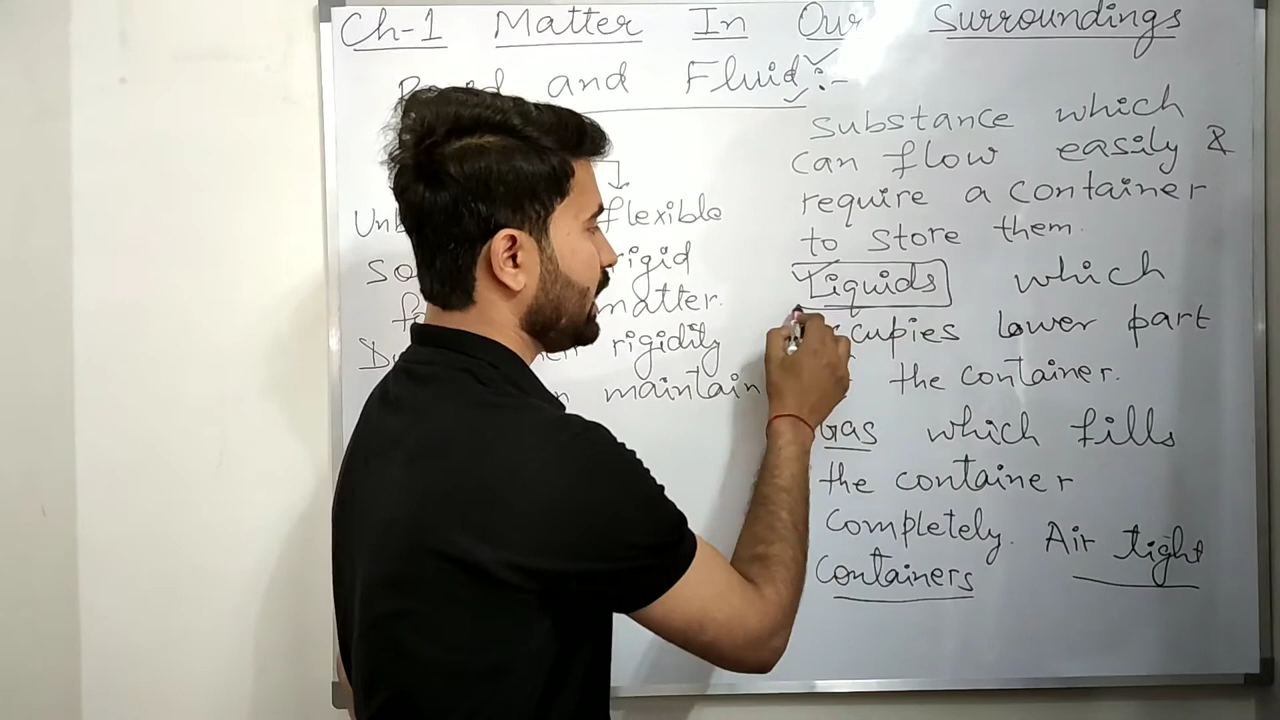 Ch-1 Matter In Our Surroundings
and Fluid :-
flexible
rigid
matter.
rigidity
maintain
substance which
can flow easily &
require a container
to store them.
Liquids which
lower part
the container.
Gas which fills
the container
completely. Air tight
containers